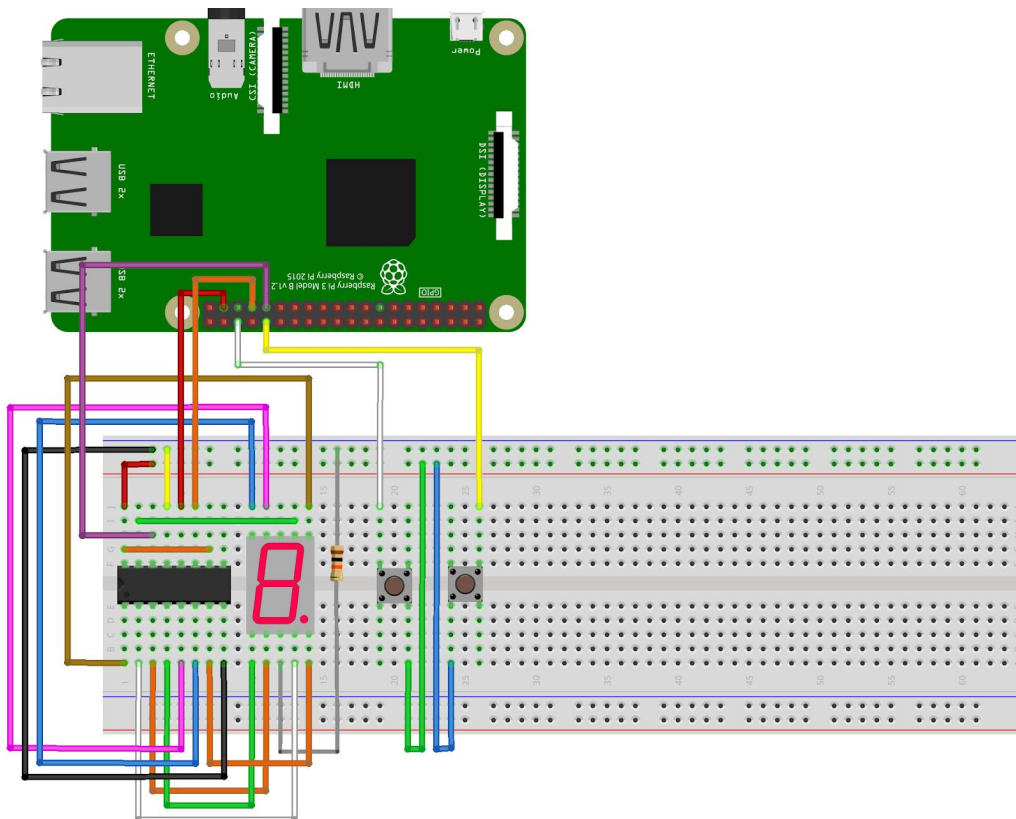 ETHERNET
Audio
CSI (CAMERA)
HDMI
Power
USB 2x
DSI (DISPLAY)
USB 2x
Raspberry Pi 3 Model B v1.2
© Raspberry Pi 2015
GPIO
15 20 25 30 35 40 45 50 55 60
J
I
G
E
D
C
B
1 15 20 25 30 35 40 45 50 55 60